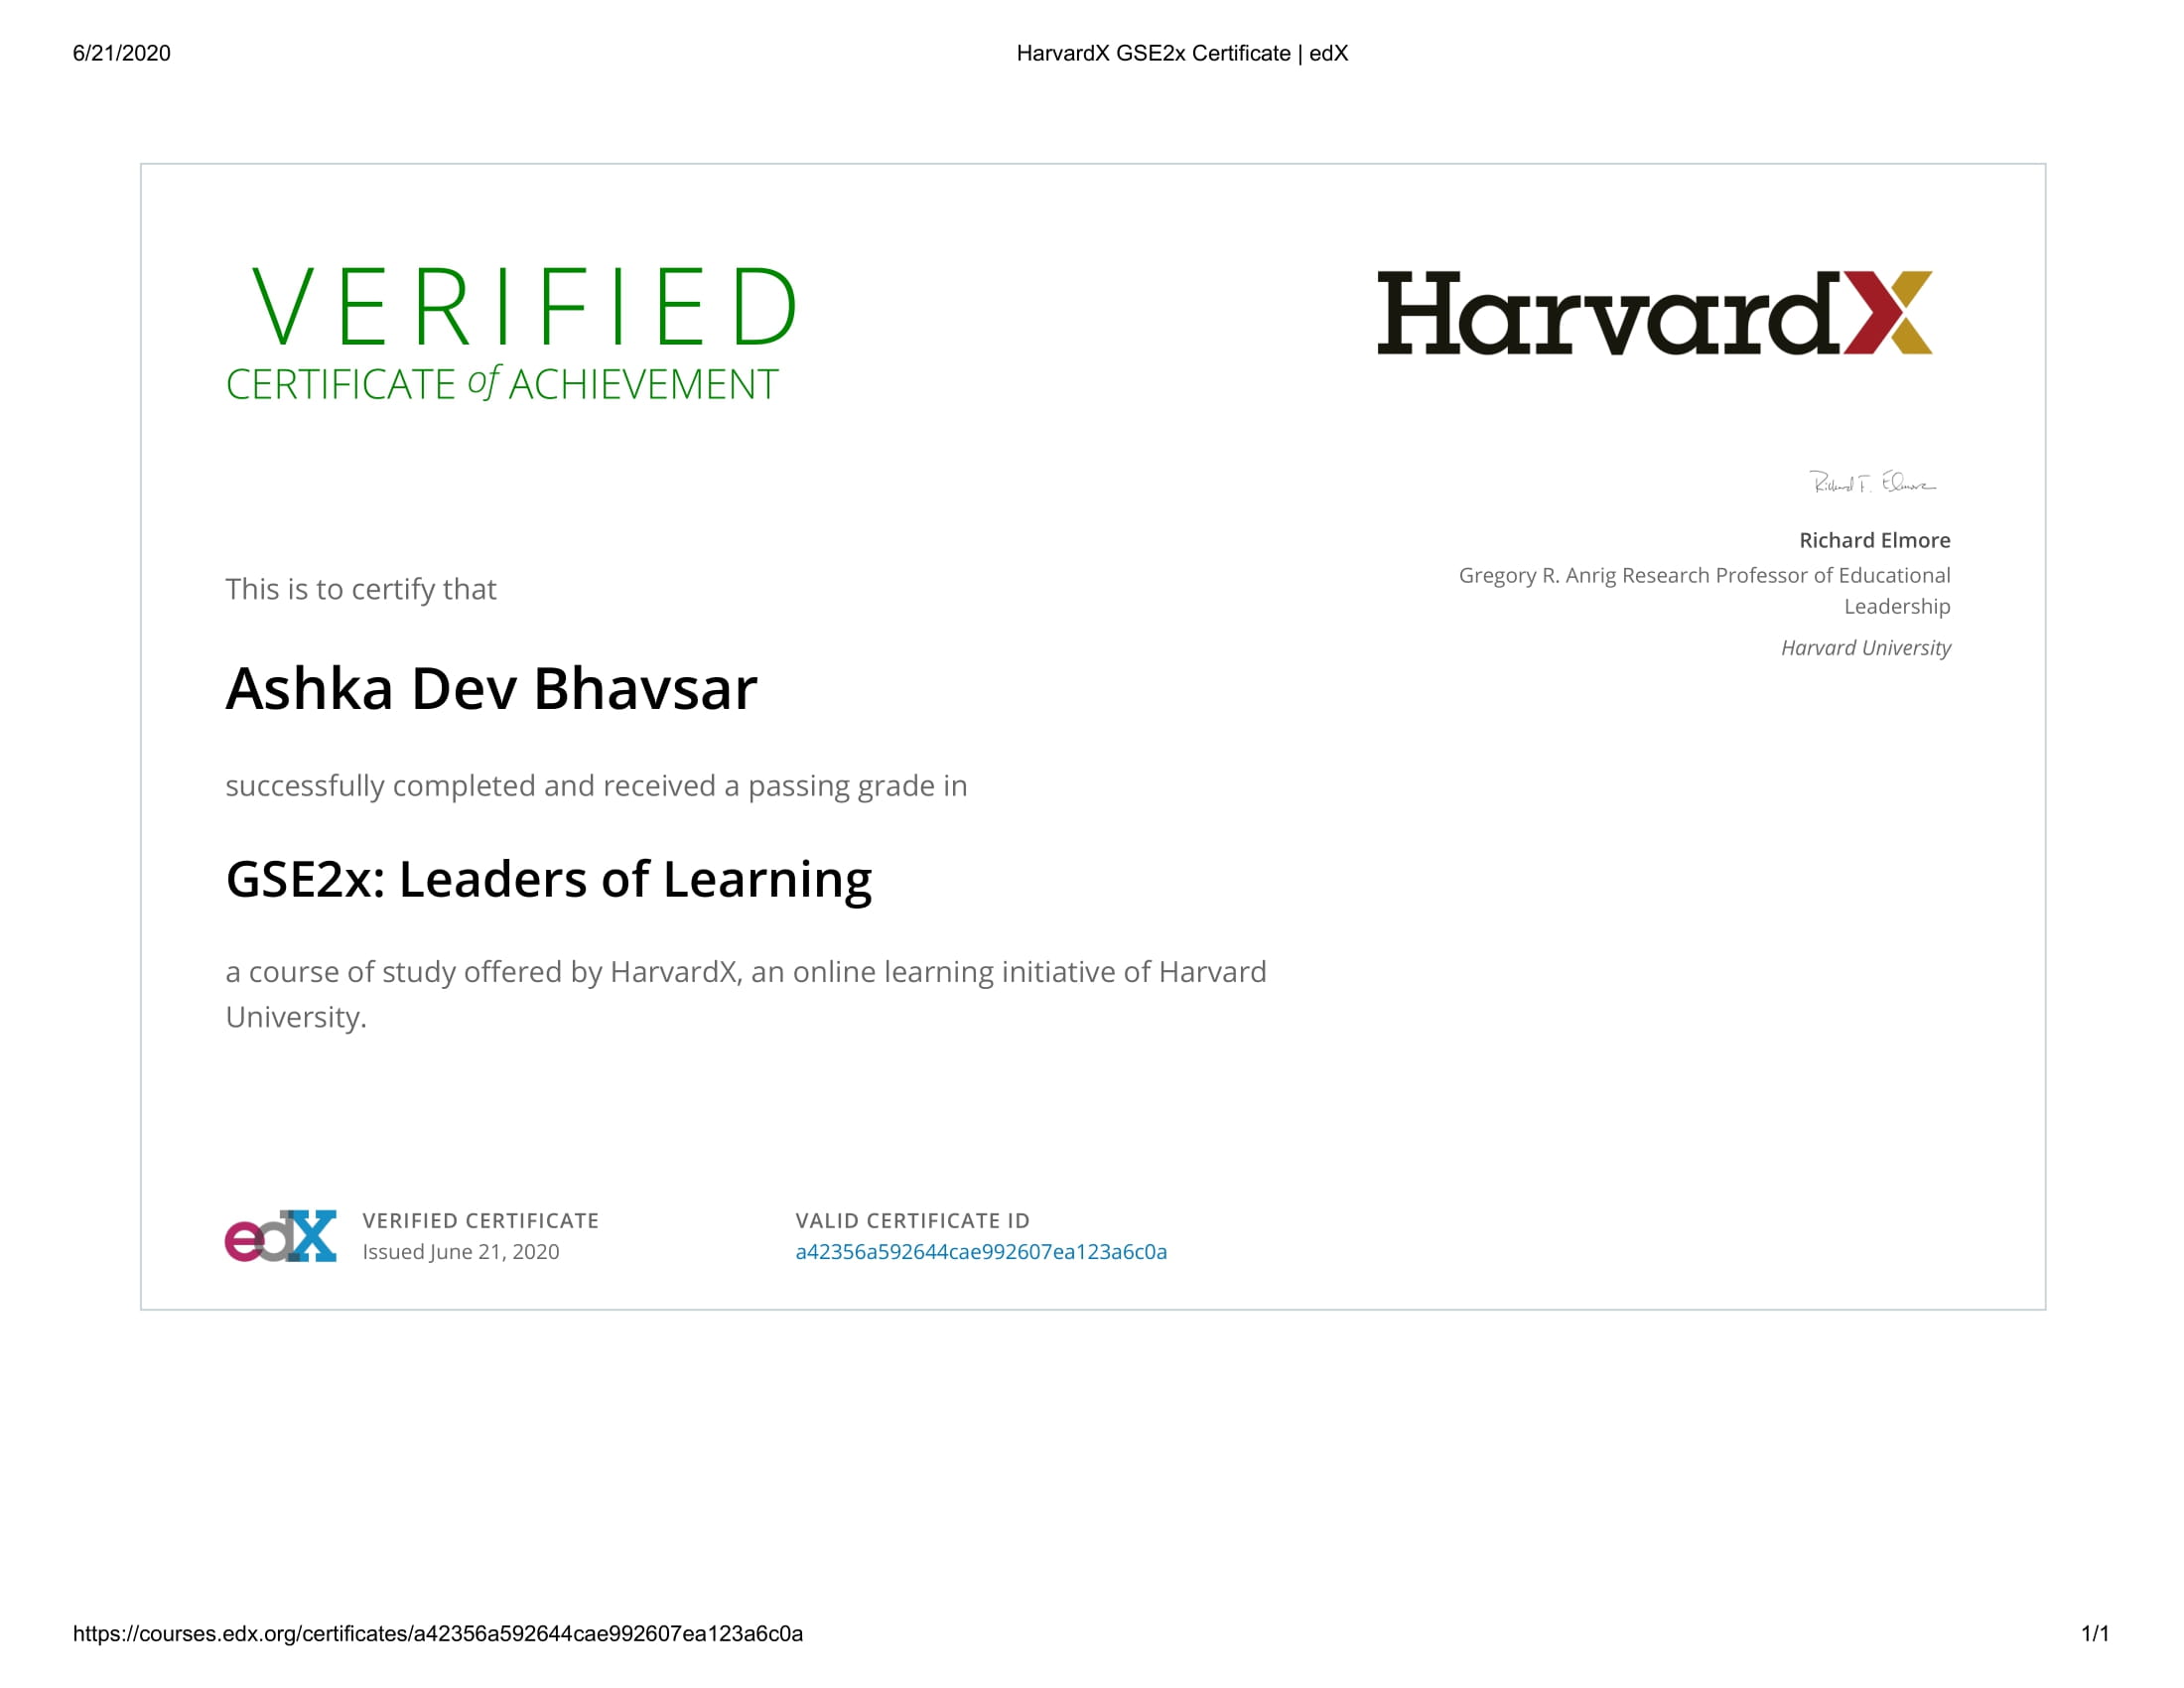 6/21/2020
HarvardX GSE2x Certificate | edX
VERIFIED
CERTIFICATE of ACHIEVEMENT
HarvardX
Richard F. Elmore
Richard Elmore
Gregory R. Anrig Research Professor of Educational
Leadership
Harvard University
This is to certify that
Ashka Dev Bhavsar
successfully completed and received a passing grade in
GSE2x: Leaders of Learning
a course of study offered by HarvardX, an online learning initiative of Harvard
University.
edX
VERIFIED CERTIFICATE
Issued June 21, 2020
VALID CERTIFICATE ID
a42356a592644cae992607ea123a6c0a
https://courses.edx.org/certificates/a42356a592644cae992607ea123a6c0a
1/1